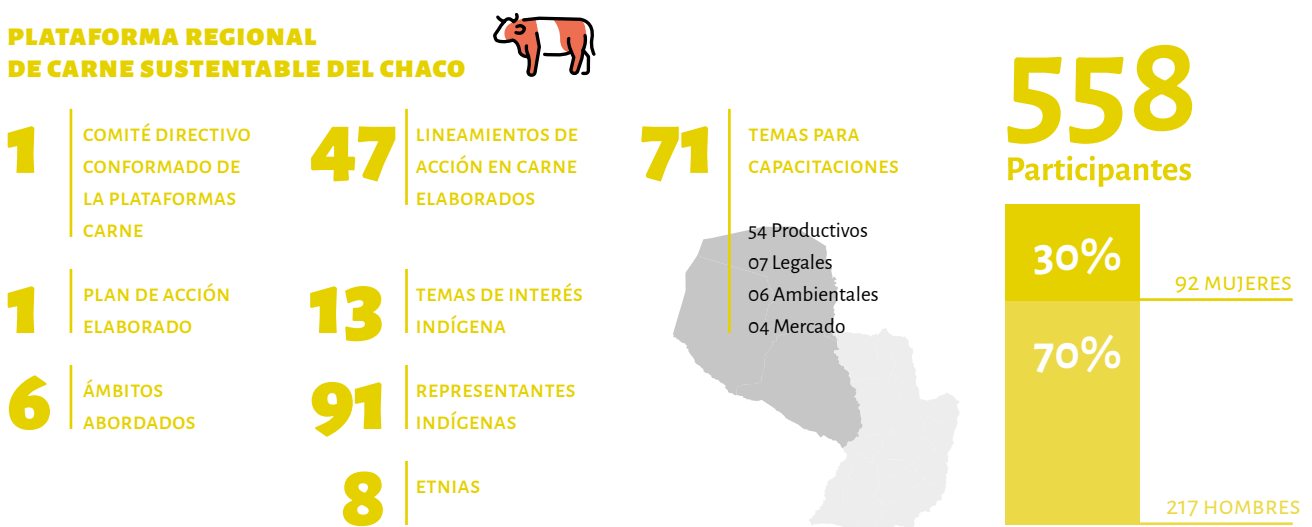 PLATAFORMA REGIONAL
DE CARNE SUSTENTABLE DEL CHACO
1
COMITÉ DIRECTIVO
CONFORMADO DE
LA PLATAFORMAS
CARNE
1
PLAN DE ACCIÓN
ELABORADO
6
ÁMBITOS
ABORDADOS
47
LINEAMIENTOS DE
ACCIÓN EN CARNE
ELABORADOS
13
TEMAS DE INTERÉS
INDÍGENA
91
REPRESENTANTES
INDÍGENAS
8
ETNIAS
71
TEMAS PARA
CAPACITACIONES
54 Productivos
07 Legales
06 Ambientales
04 Mercado
558
Participantes
30%
92 MUJERES
70%
217 HOMBRES